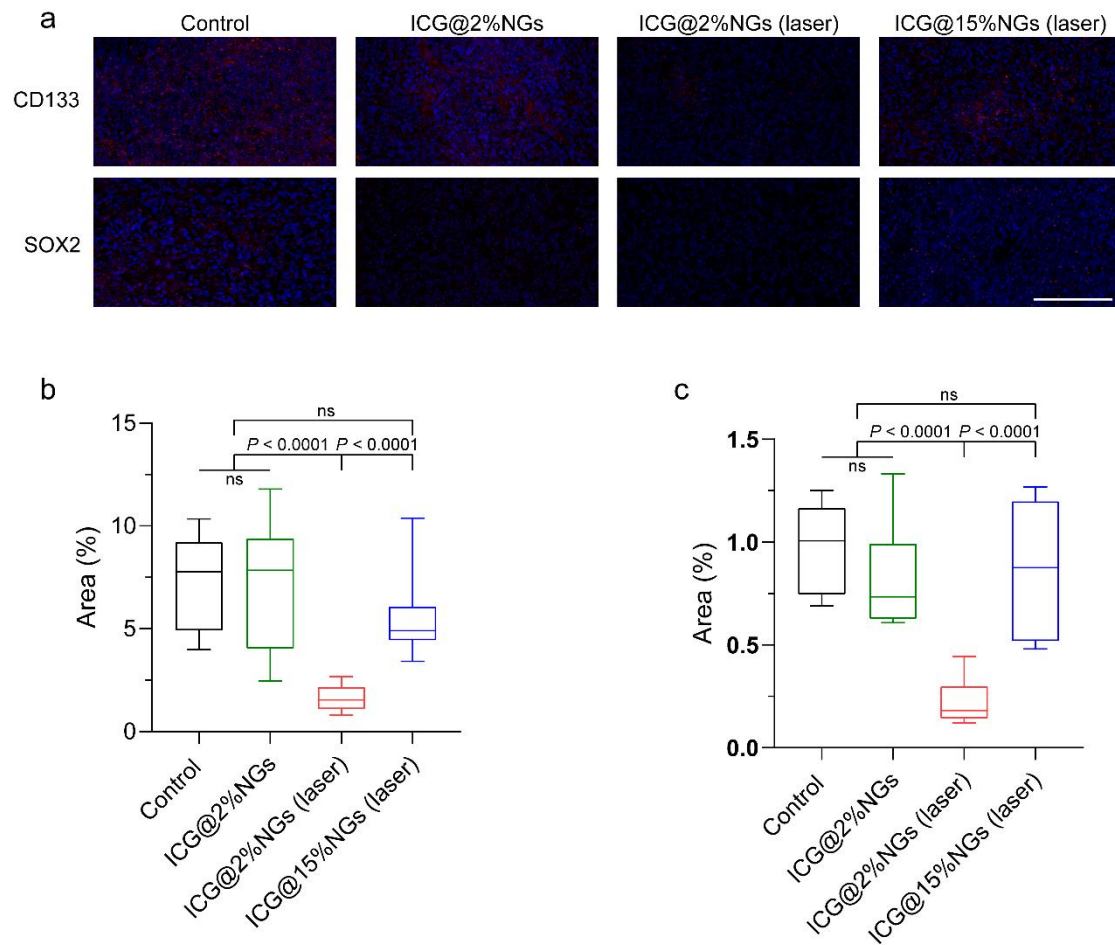 a
Control
ICG@2%NGs
ICG@2%NGs (laser)
ICG@15%NGs (laser)
CD133
SOX2
b
ns
P < 0.0001
P < 0.0001
ns
15
10
5
0
Area (%)
Control
ICG@2%NGs
ICG@2%NGs (laser)
ICG@15%NGs (laser)
c
ns
P < 0.0001
P < 0.0001
ns
1.5
1.0
0.5
0.0
Area (%)
Control
ICG@2%NGs
ICG@2%NGs (laser)
ICG@15%NGs (laser)